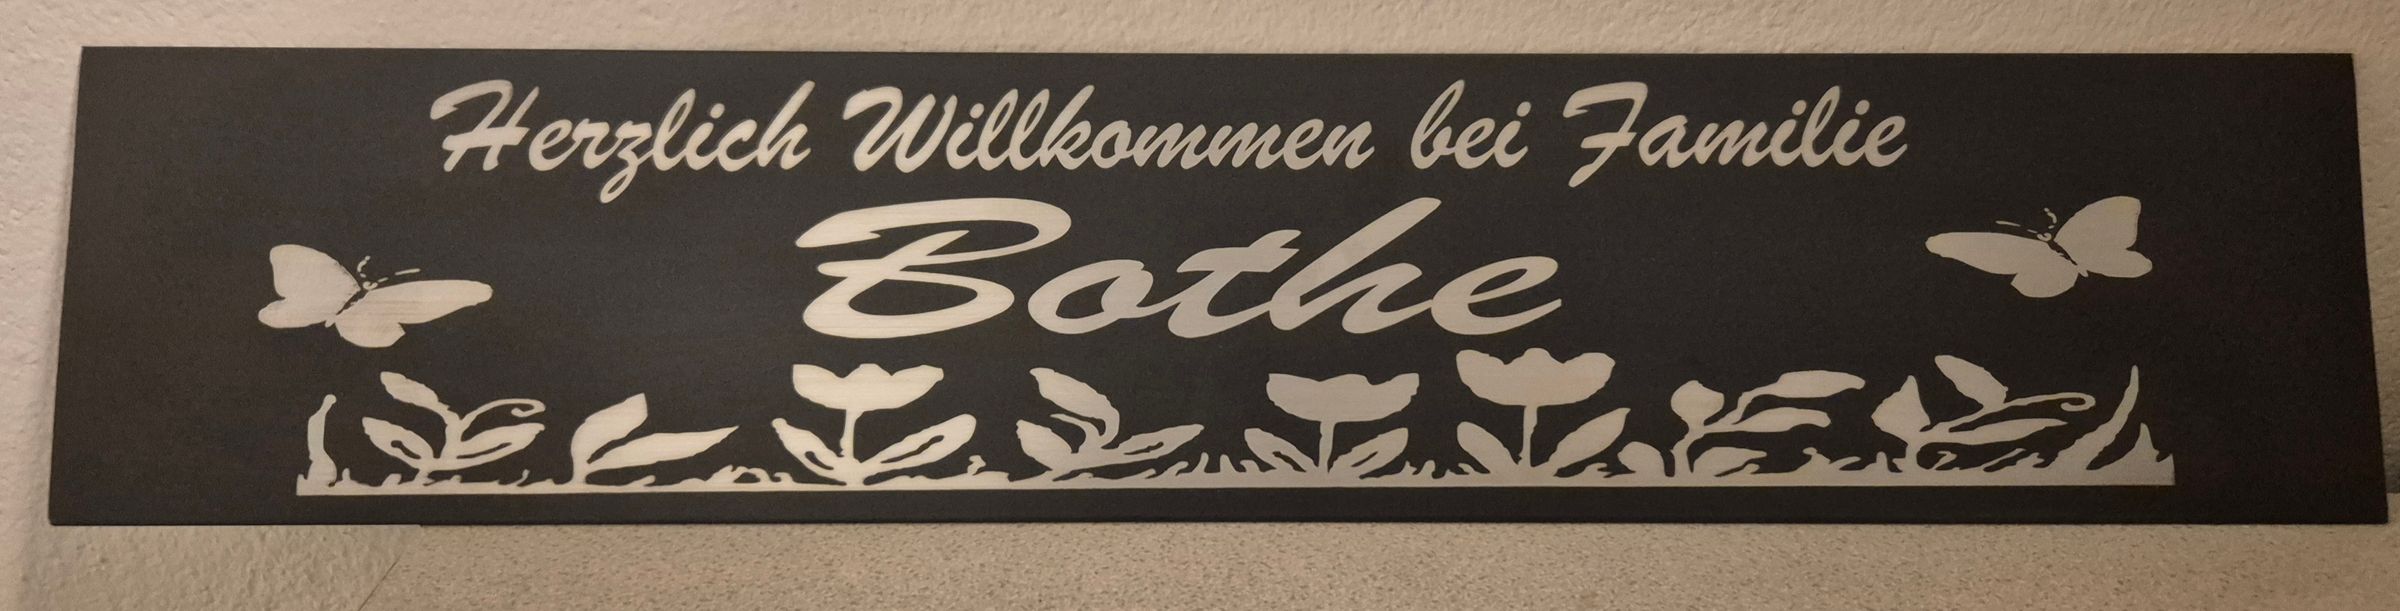 Herzlich Willkommen bei Familie
Bothe